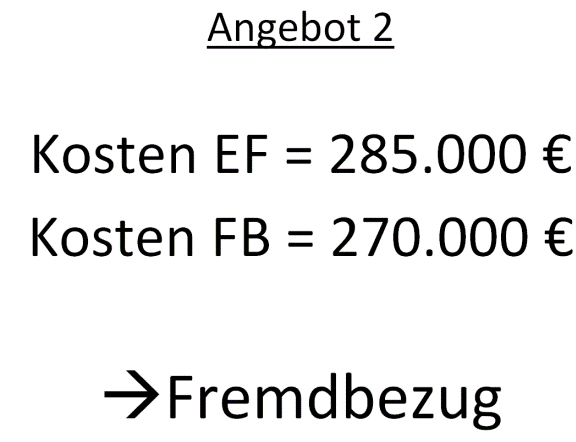 Angebot 2
Kosten EF = 285.000 €
Kosten FB = 270.000 €
→Fremdbezug